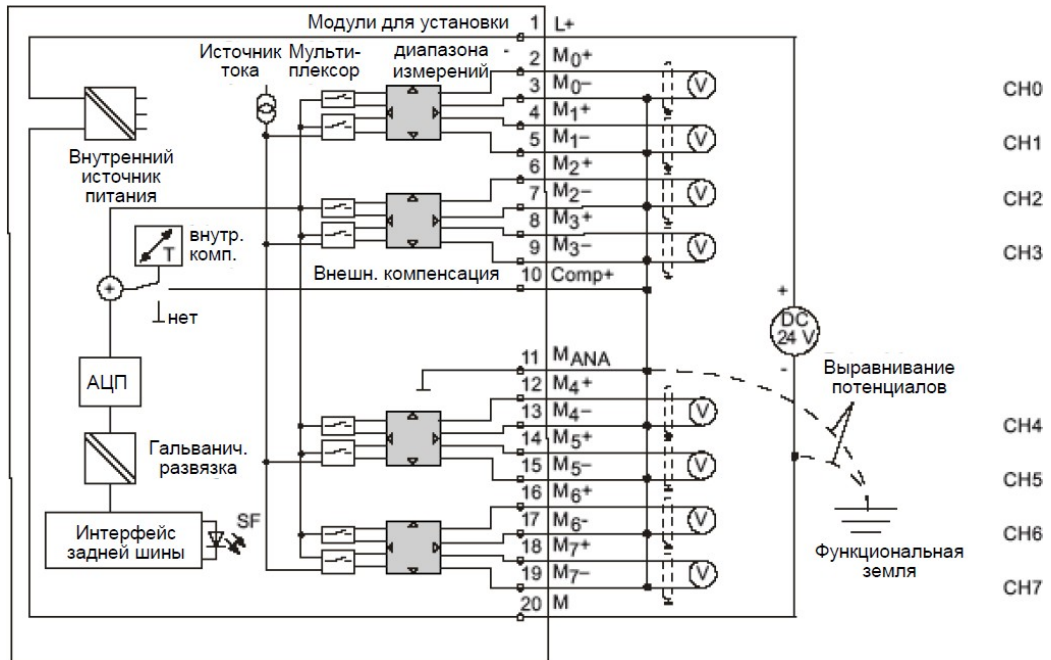 Модули для установки 1 L+
Источник тока
Мульти-плексор
диапазона измерений
2 M0+
3 M0-
CH0
4 M1+
5 M1-
CH1
6 M2+
7 M2-
CH2
8 M3+
9 M3-
CH3
Внутренний
источник
питания
внутр.
комп.
T
Внешн. компенсация 10 Comp+
+
нет
+
DC
24 V
-
11 MANA
Выравнивание
потенциалов
АЦП
12 M4+
13 M4-
CH4
14 M5+
15 M5-
CH5
Гальванич.
развязка
16 M6+
17 M6-
CH6
18 M7+
19 M7-
CH7
SF
Интерфейс
задней шины
Функциональная
земля
20 M
V
V
V
V
V
V
V
V